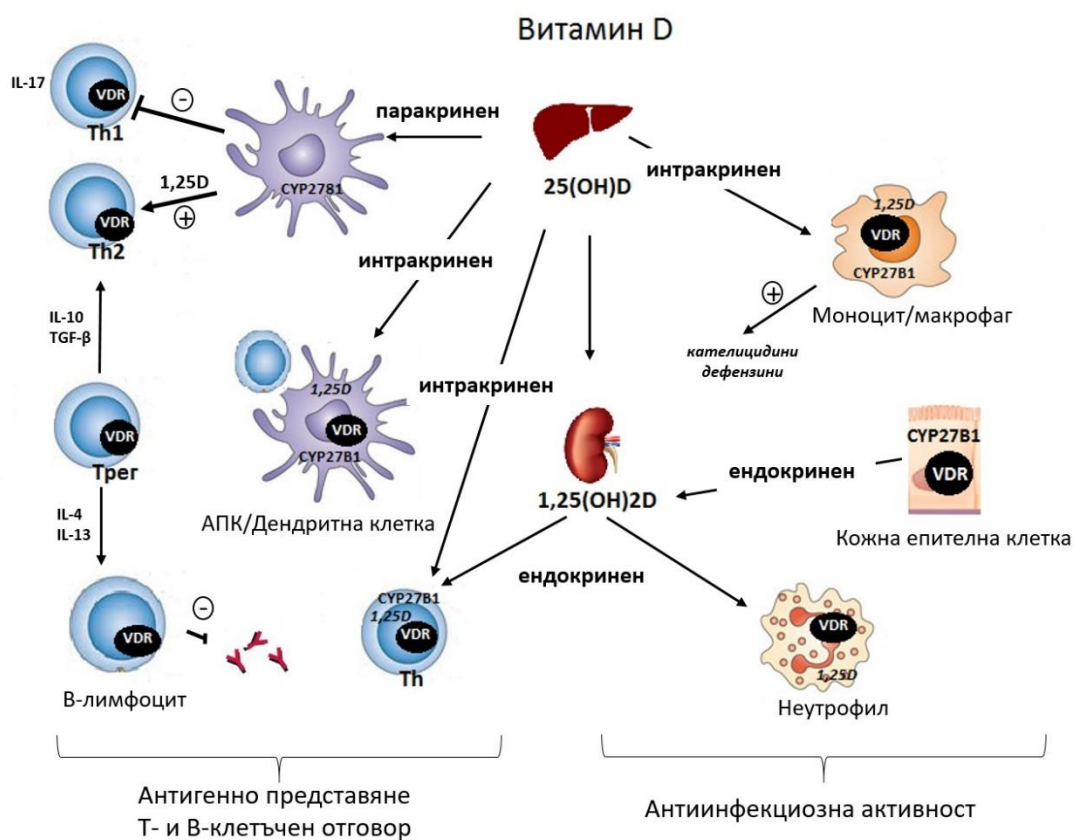 Витамин D
IL-17
VDR
Th1
−
паракринен
CYP2781
1,25D
+
VDR
Th2
25(OH)D
интракринен
1,25D
VDR
CYP27B1
Моноцит/макрофаг
+
кателицидини
дефензини
интракринен
IL-10
TGF-β
VDR
Трег
1,25D
VDR
CYP27B1
АПК/Дендритна клетка
интракринен
1,25(OH)2D
ендокринен
CYP27B1
VDR
Кожна епителна клетка
IL-4
IL-13
VDR
−
В-лимфоцит
ендокринен
CYP27B1
1,25D
VDR
Th
VDR
1,25D
Неутрофил
Антигенно представяне
Т- и В-клетъчен отговор
Антиинфекциозна активност